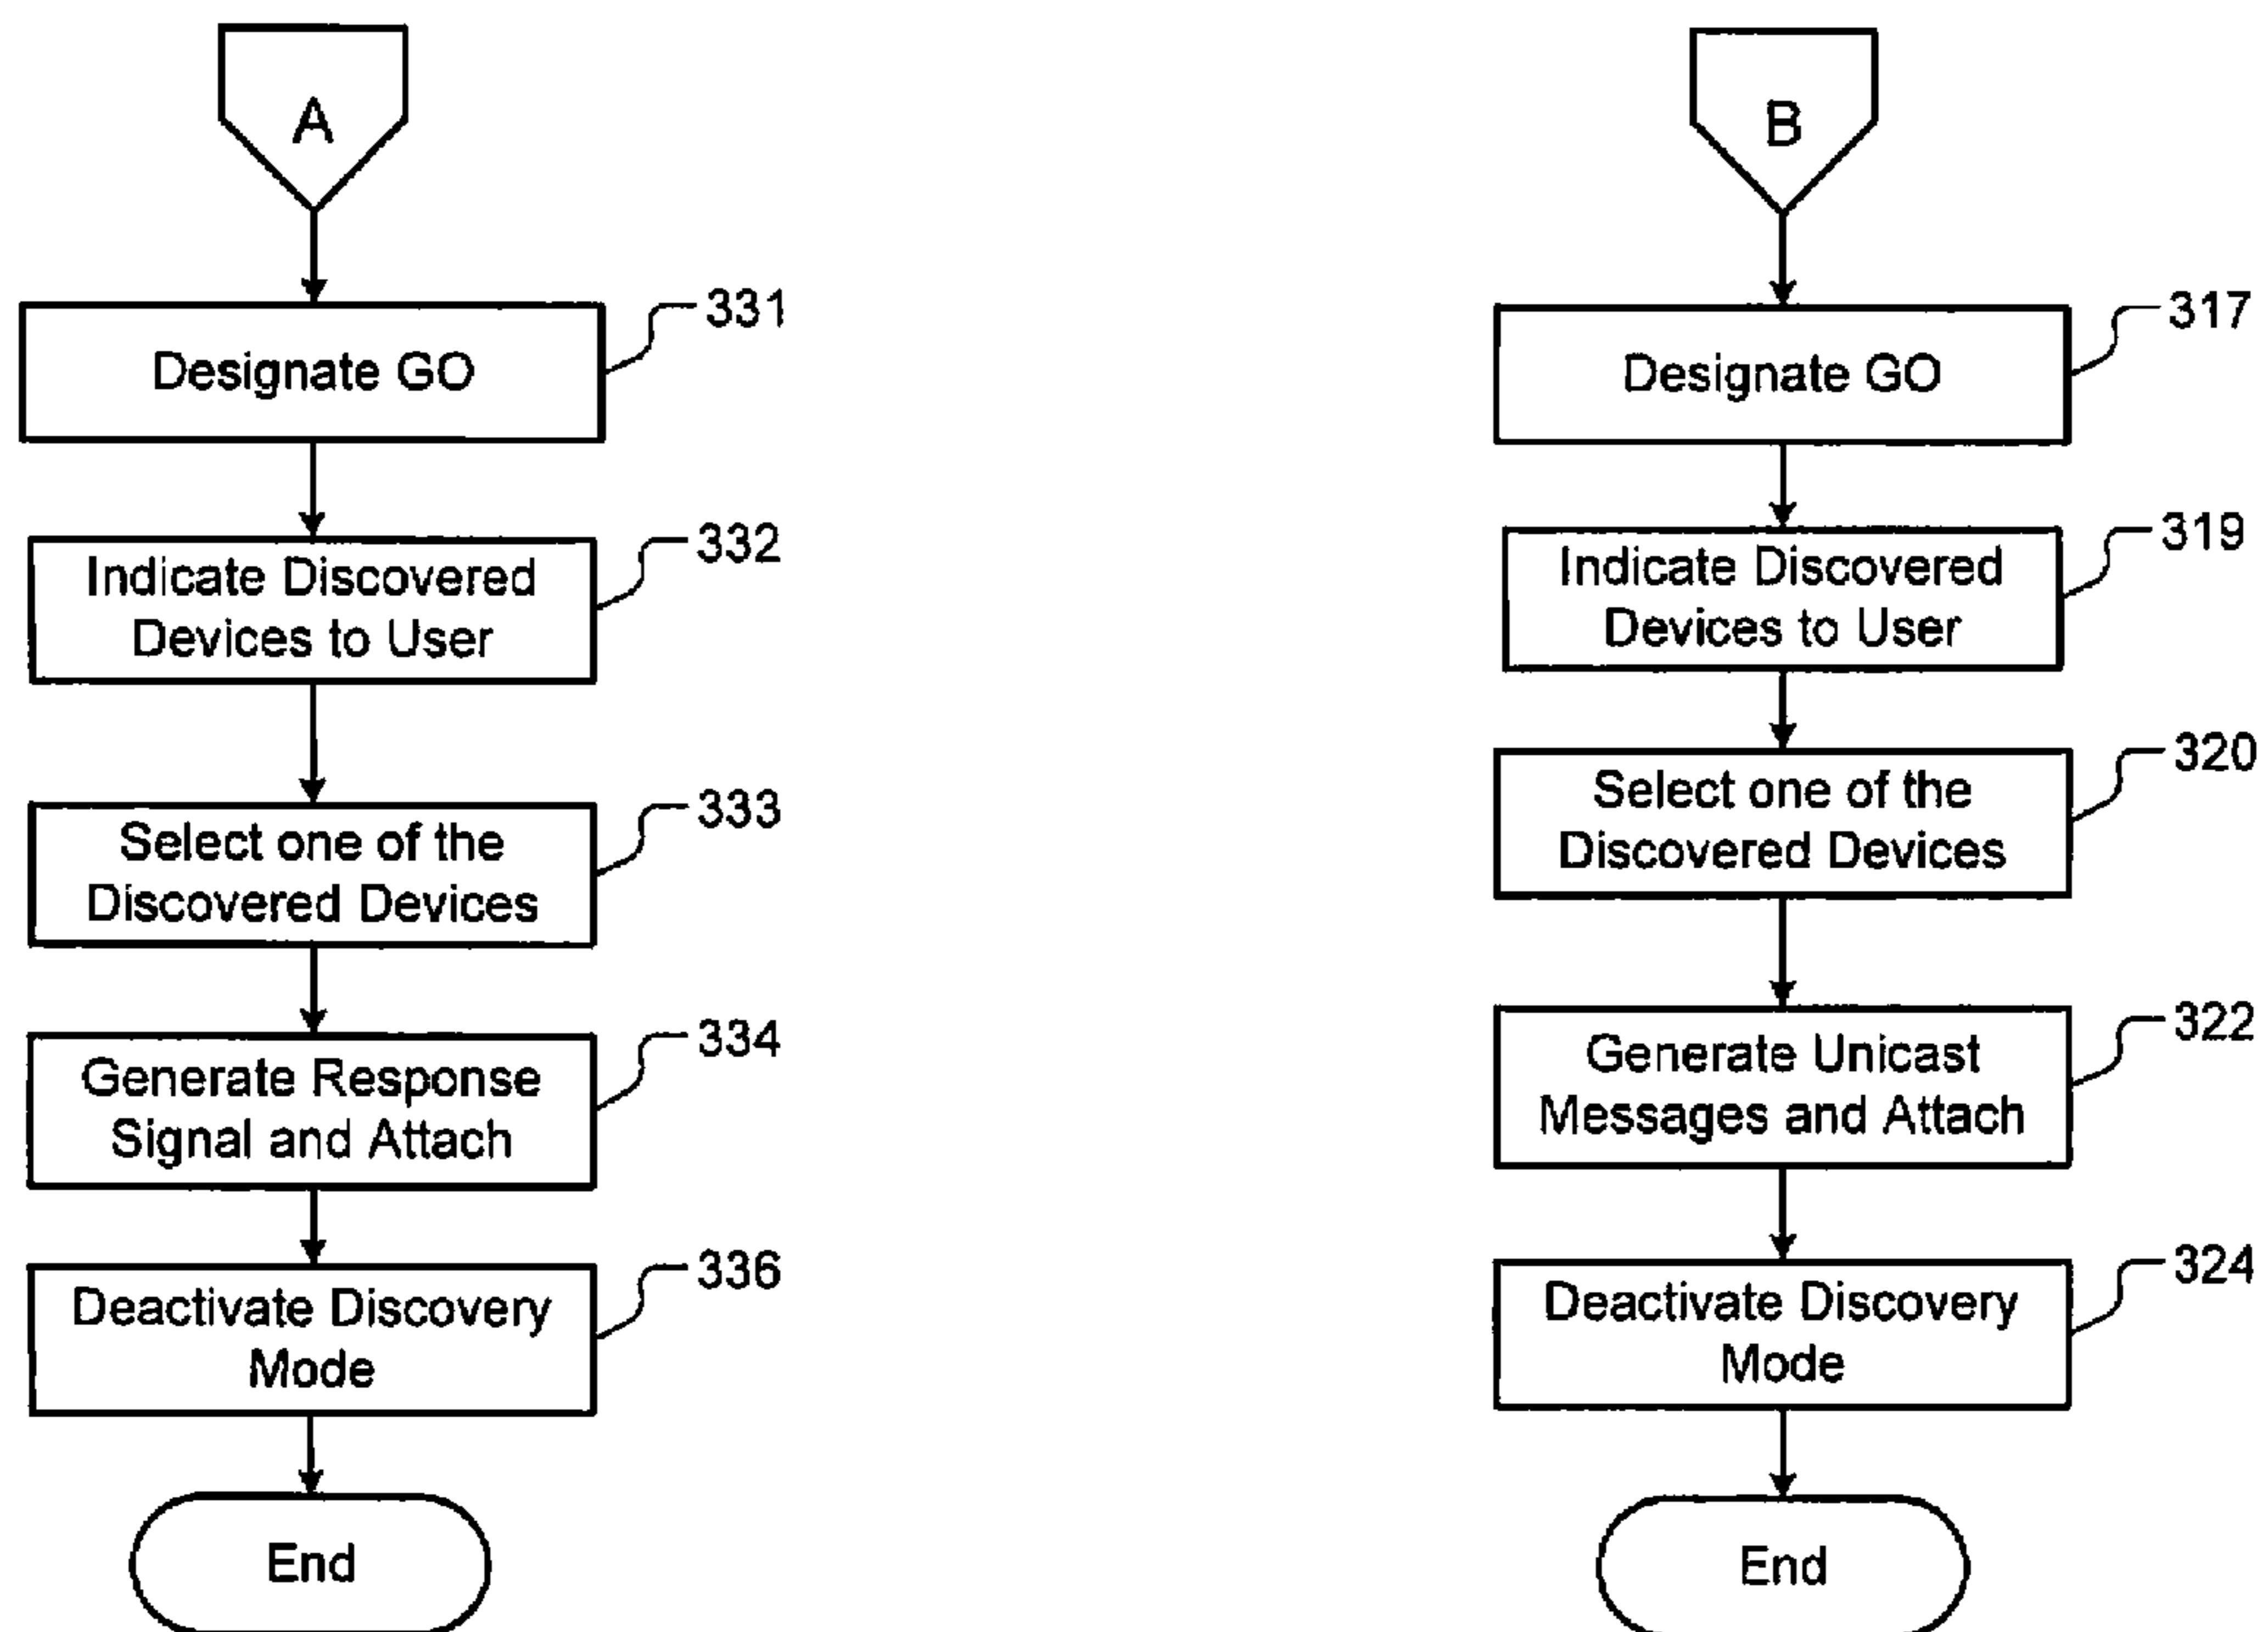 A
Designate GO
331
Indicate Discovered
Devices to User
332
Select one of the
Discovered Devices
333
Generate Response
Signal and Attach
334
Deactivate Discovery
Mode
336
End
B
Designate GO
317
Indicate Discovered
Devices to User
319
Select one of the
Discovered Devices
320
Generate Unicast
Messages and Attach
322
Deactivate Discovery
Mode
324
End